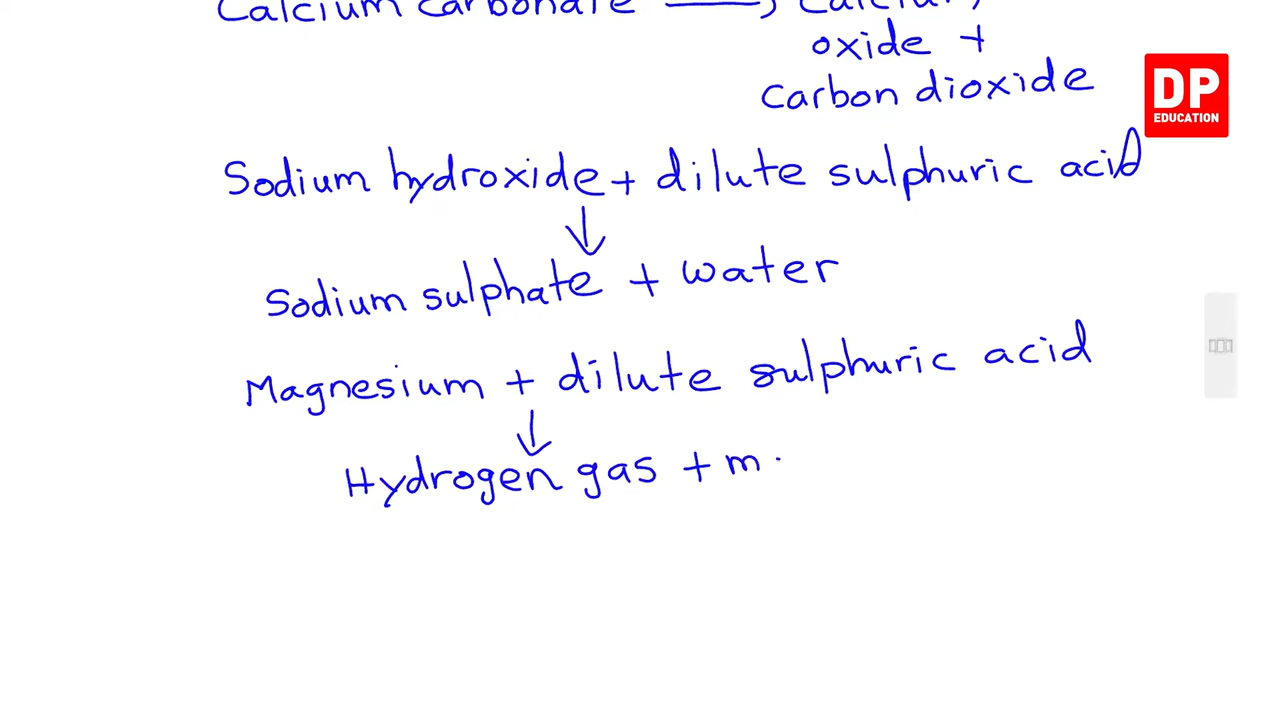 Calcium carbonate → Calcium
oxide +
carbon dioxide
DP
EDUCATION
Sodium hydroxide + dilute sulphuric acid
↓
Sodium sulphate + water
Magnesium + dilute sulphuric acid
↓
Hydrogen gas + m